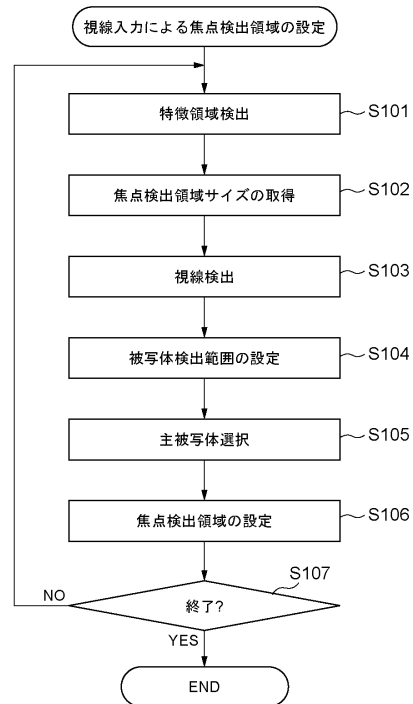 視線入力による焦点検出領域の設定
特徴領域検出
S101
焦点検出領域サイズの取得
S102
視線検出
S103
被写体検出範囲の設定
S104
主被写体選択
S105
焦点検出領域の設定
S106
S107
終了?
NO
YES
END